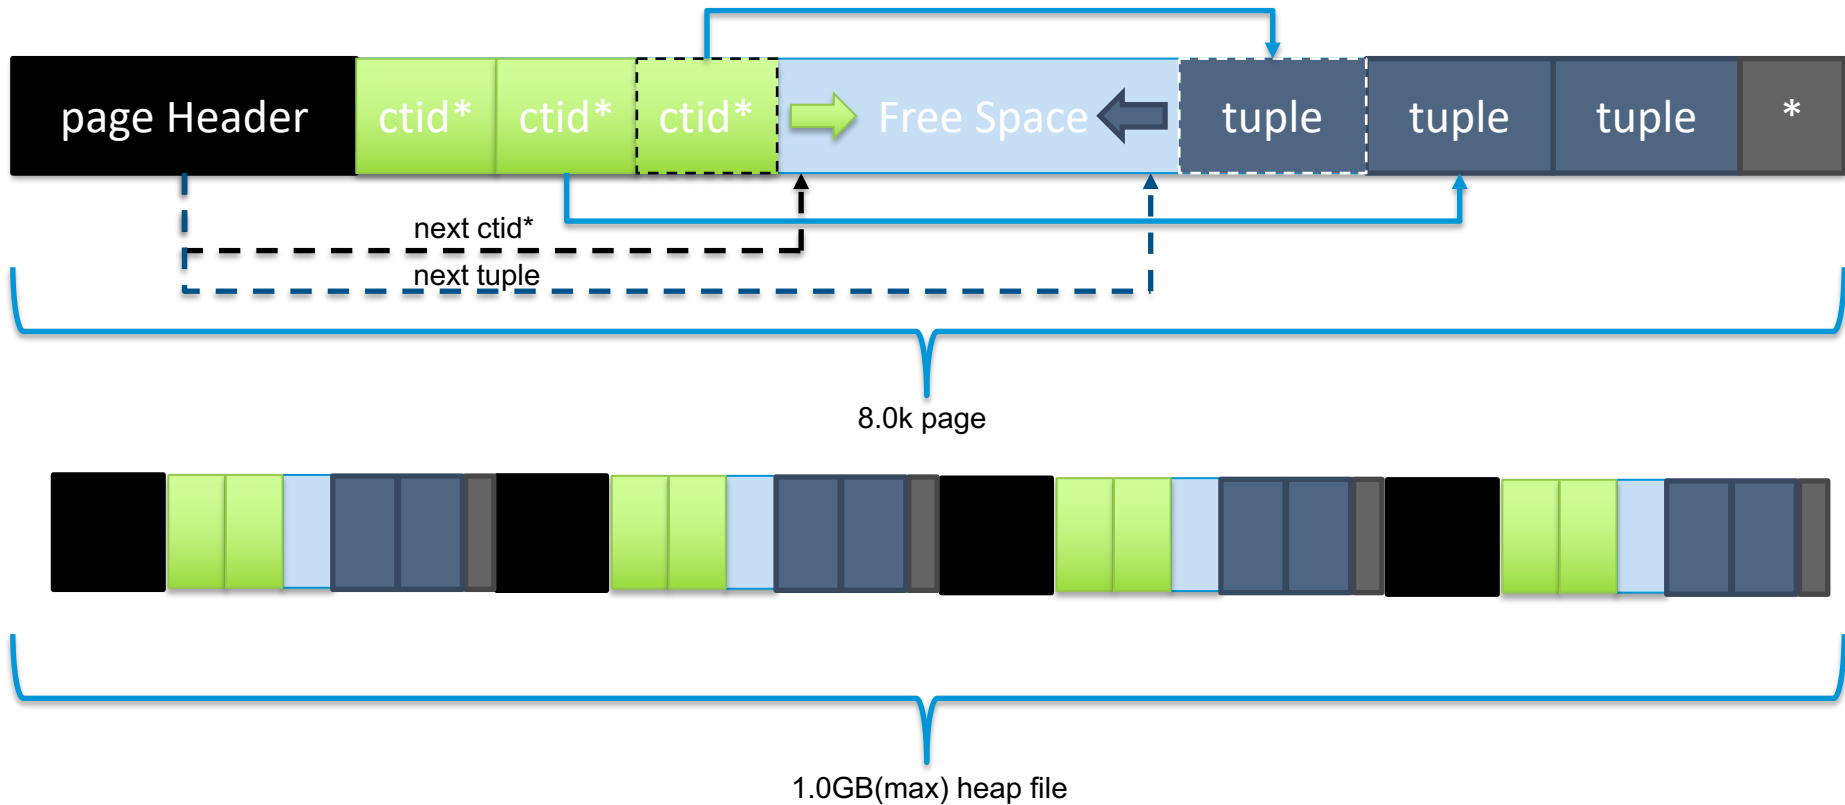 page Header
ctid*
ctid*
ctid*
Free Space
tuple
tuple
tuple
*
next ctid*
next tuple
8.0k page
1.0GB(max) heap file